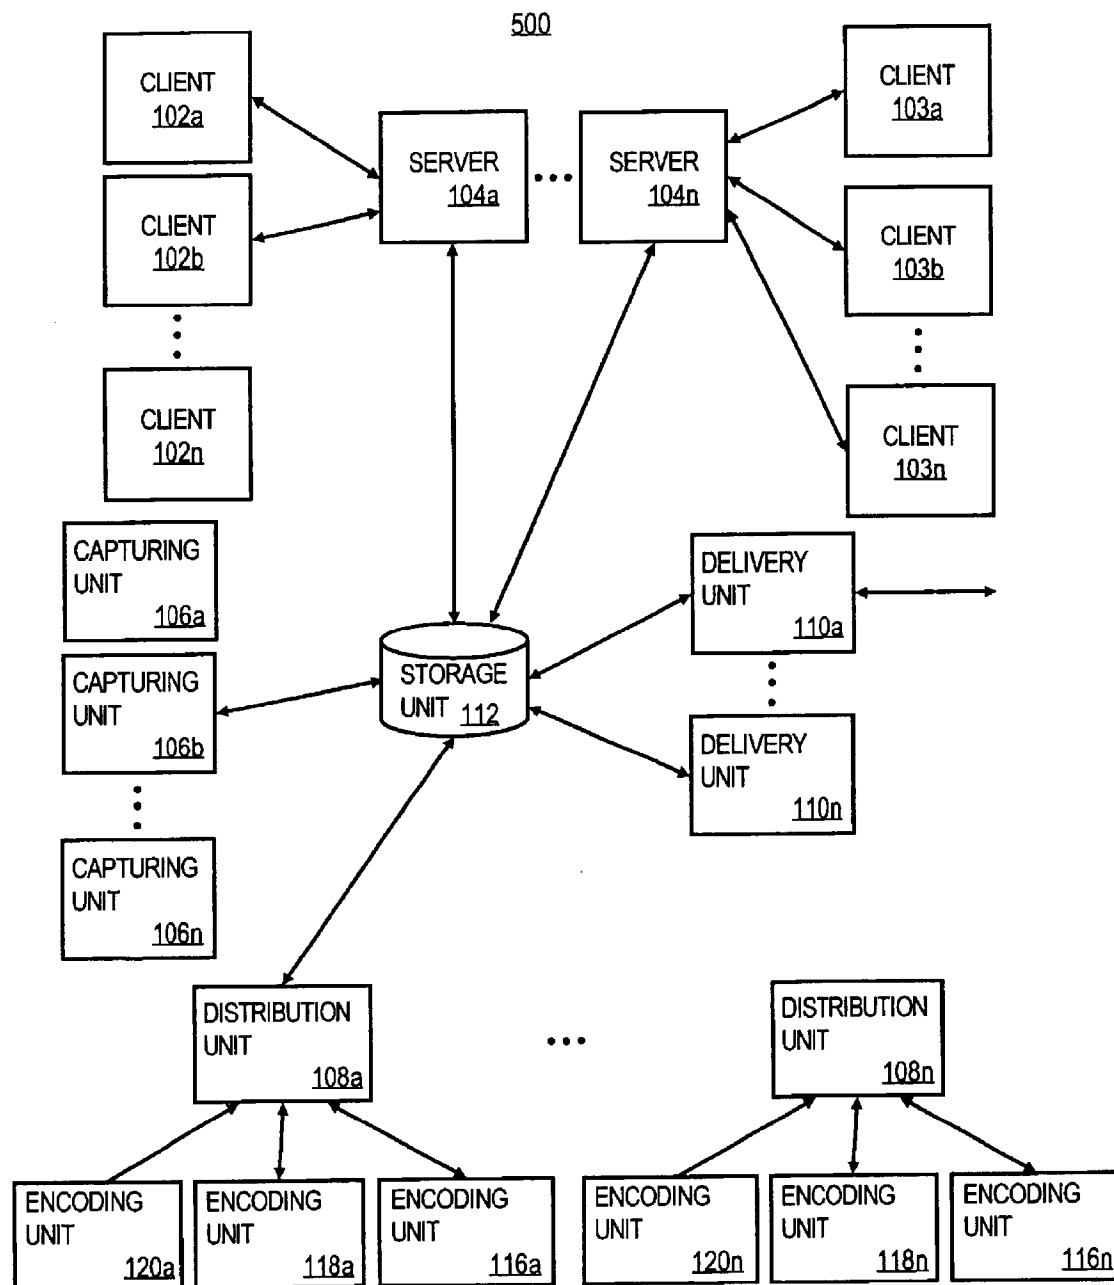 500
CLIENT
102a
CLIENT
102b
CLIENT
102n
SERVER
104a
SERVER
104n
CLIENT
103a
CLIENT
103b
CLIENT
103n
CAPTURING
UNIT
106a
CAPTURING
UNIT
106b
CAPTURING
UNIT
106n
STORAGE
UNIT 112
DELIVERY
UNIT
110a
DELIVERY
UNIT
110n
DISTRIBUTION
UNIT
108a
DISTRIBUTION
UNIT
108n
ENCODING
UNIT
120a
ENCODING
UNIT
118a
ENCODING
UNIT
116a
ENCODING
UNIT
120n
ENCODING
UNIT
118n
ENCODING
UNIT
116n